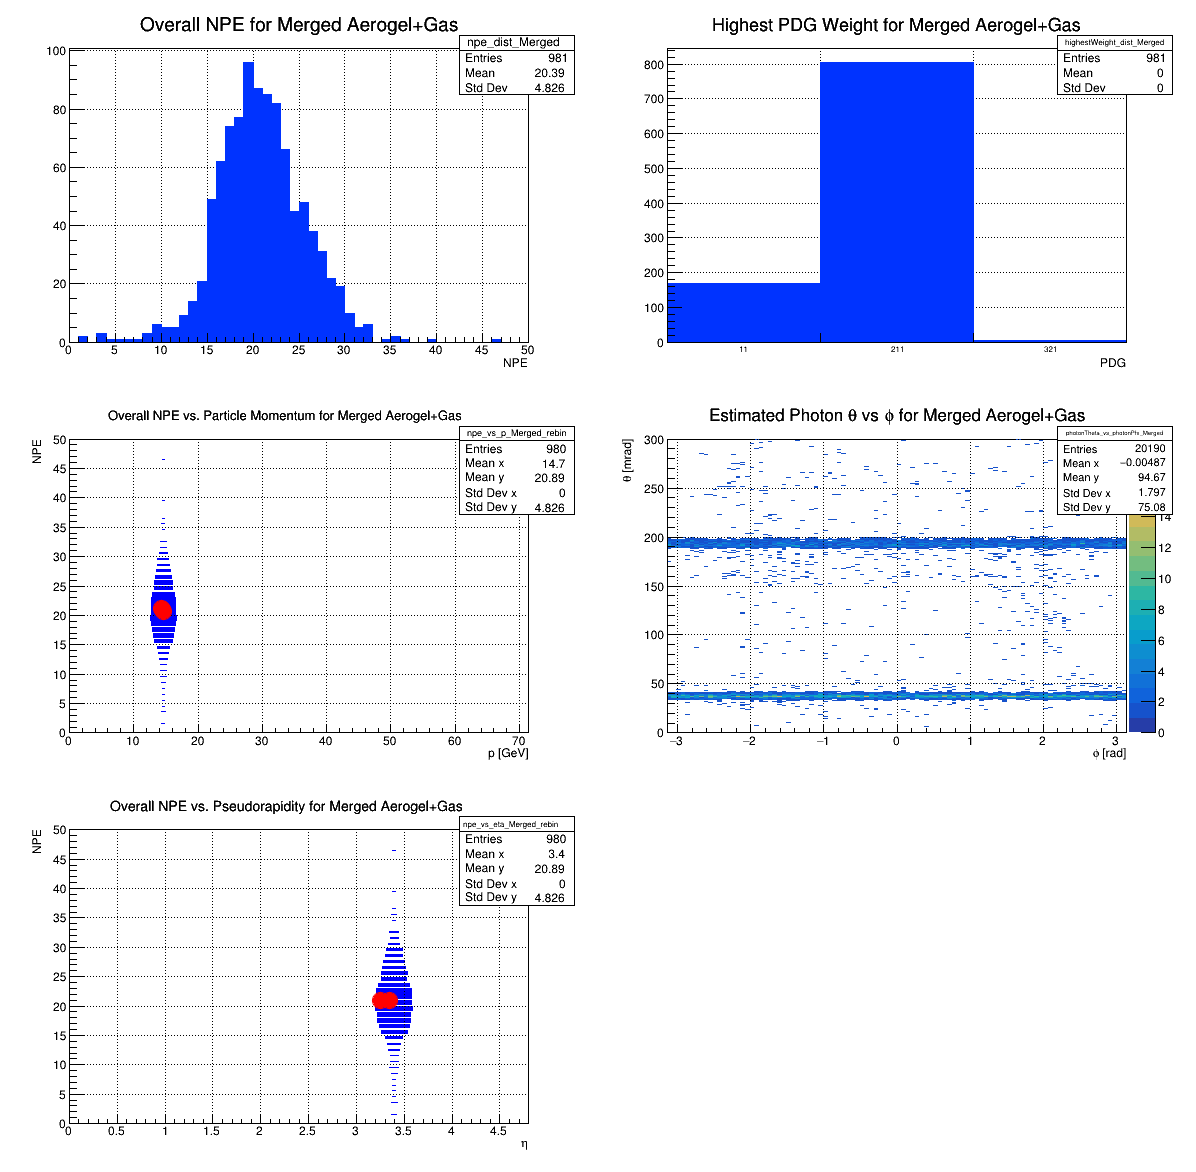 Overall NPE for Merged Aerogel+Gas
npe_dist_Merged
Entries 981
Mean 20.39
Std Dev 4.826
100
80
60
40
20
0
0 5 10 15 20 25 30 35 40 45 50
NPE
Highest PDG Weight for Merged Aerogel+Gas
highestWeight_dist_Merged
Entries 981
Mean 0
Std Dev 0
800
700
600
500
400
300
200
100
0
11 211 321
PDG
Overall NPE vs. Particle Momentum for Merged Aerogel+Gas
npe_vs_p_Merged_rebin
Entries 980
Mean x 14.7
Mean y 20.89
Std Dev x 0
Std Dev y 4.826
NPE
50
45
40
35
30
25
20
15
10
5
0
0 10 20 30 40 50 60 70
p [GeV]
Estimated Photon θ vs ϕ for Merged Aerogel+Gas
photonTheta_vs_photonPhi_Merged
Entries 20190
Mean x −0.00487
Mean y 94.67
Std Dev x 1.797
Std Dev y 75.08
θ [mrad]
300
250
200
150
100
50
0
−3 −2 −1 0 1 2 3
ϕ [rad]
14
12
10
8
6
4
2
0
Overall NPE vs. Pseudorapidity for Merged Aerogel+Gas
npe_vs_eta_Merged_rebin
Entries 980
Mean x 3.4
Mean y 20.89
Std Dev x 0
Std Dev y 4.826
NPE
50
45
40
35
30
25
20
15
10
5
0
0 0.5 1 1.5 2 2.5 3 3.5 4 4.5
η